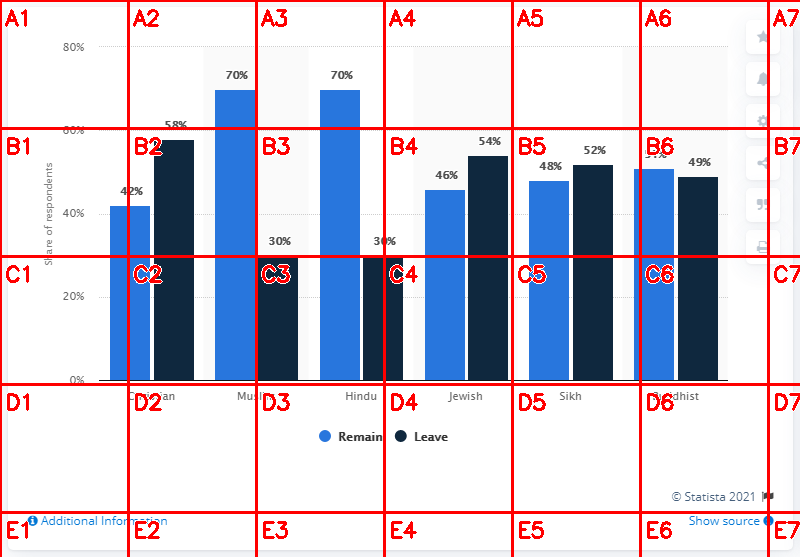 A1 A2 A3 A4 A5 A6 A7
80%
70% 70%
58%
60%
B1 B2 B3 B4 B5 B6 B7
54%
52%
49%
48%
46%
42%
Share of respondents
40%
30% 30%
C1 C2 C3 C4 C5 C6 C7
20%
0%
Christian Muslim Hindu Jewish Sikh Buddhist
D1 D2 D3 D4 D5 D6 D7
Remain Leave
© Statista 2021
Additional Information Show source
E1 E2 E3 E4 E5 E6 E7